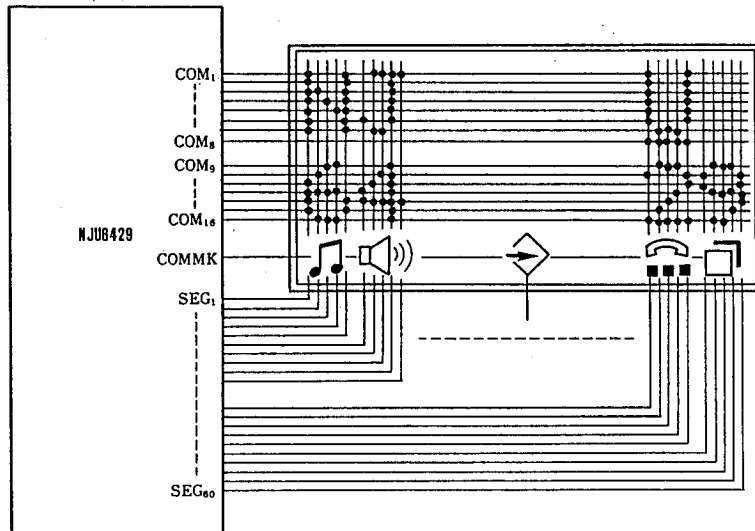 COM₁
COM₈
COM₉
COM₁₆
NJU6429
COMMK
SEG₁
SEG₆₀